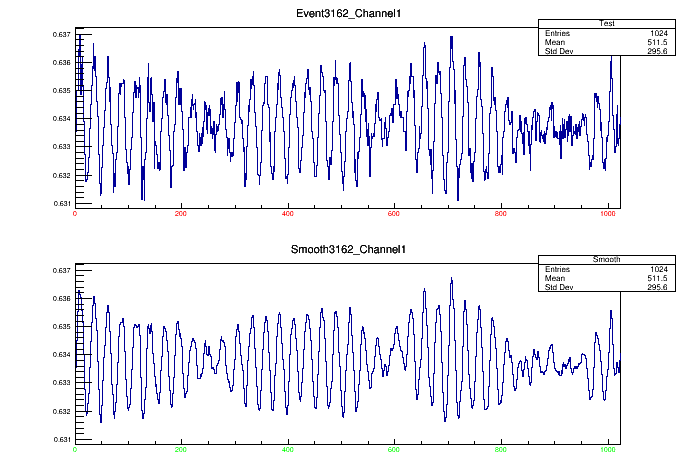 Event3162_Channel1
Test
Entries 1024
Mean 511.5
Std Dev 295.6
0.637
0.636
0.635
0.634
0.633
0.632
0.631
0 200 400 600 800 1000
Smooth3162_Channel1
Smooth
Entries 1024
Mean 511.5
Std Dev 295.6
0.637
0.636
0.635
0.634
0.633
0.632
0.631
0 200 400 600 800 1000